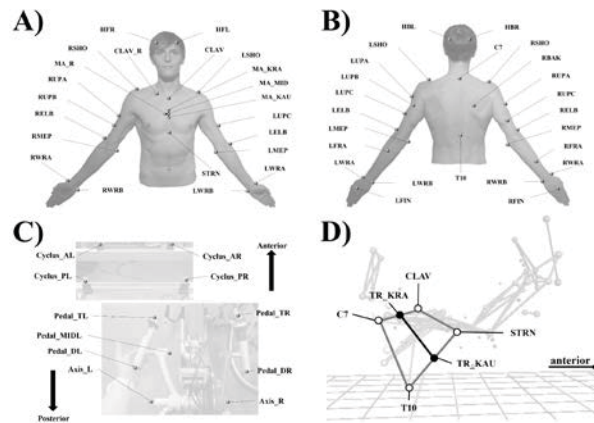 A)
HFR
HFL
RSHO
CLAV_R
CLAV
LSHO
MA_R
MA_KRA
RUPA
MA_MID
RUPB
MA_KAU
RELB
LUPC
RMEP
LELB
RWRA
LMEP
LWRA
RWRB
STRN
LWRB
B)
HBL
HBR
C7
LSHO
RSHO
LUPA
RBAK
LUPB
RUPA
LUPC
RUPC
LELB
RELB
LMEP
RMEP
LFRA
RFRA
LWRA
RWRA
LWRB
T10
RWRB
LFIN
RFIN
C)
Cyclus_AL
Cyclus_AR
Anterior
Cyclus_PL
Cyclus_PR
Pedal_TL
Pedal_TR
Pedal_MIDL
Pedal_DL
Pedal_DR
Axis_L
Axis_R
Posterior
D)
CLAV
TR_KRA
C7
STRN
TR_KAU
anterior
T10